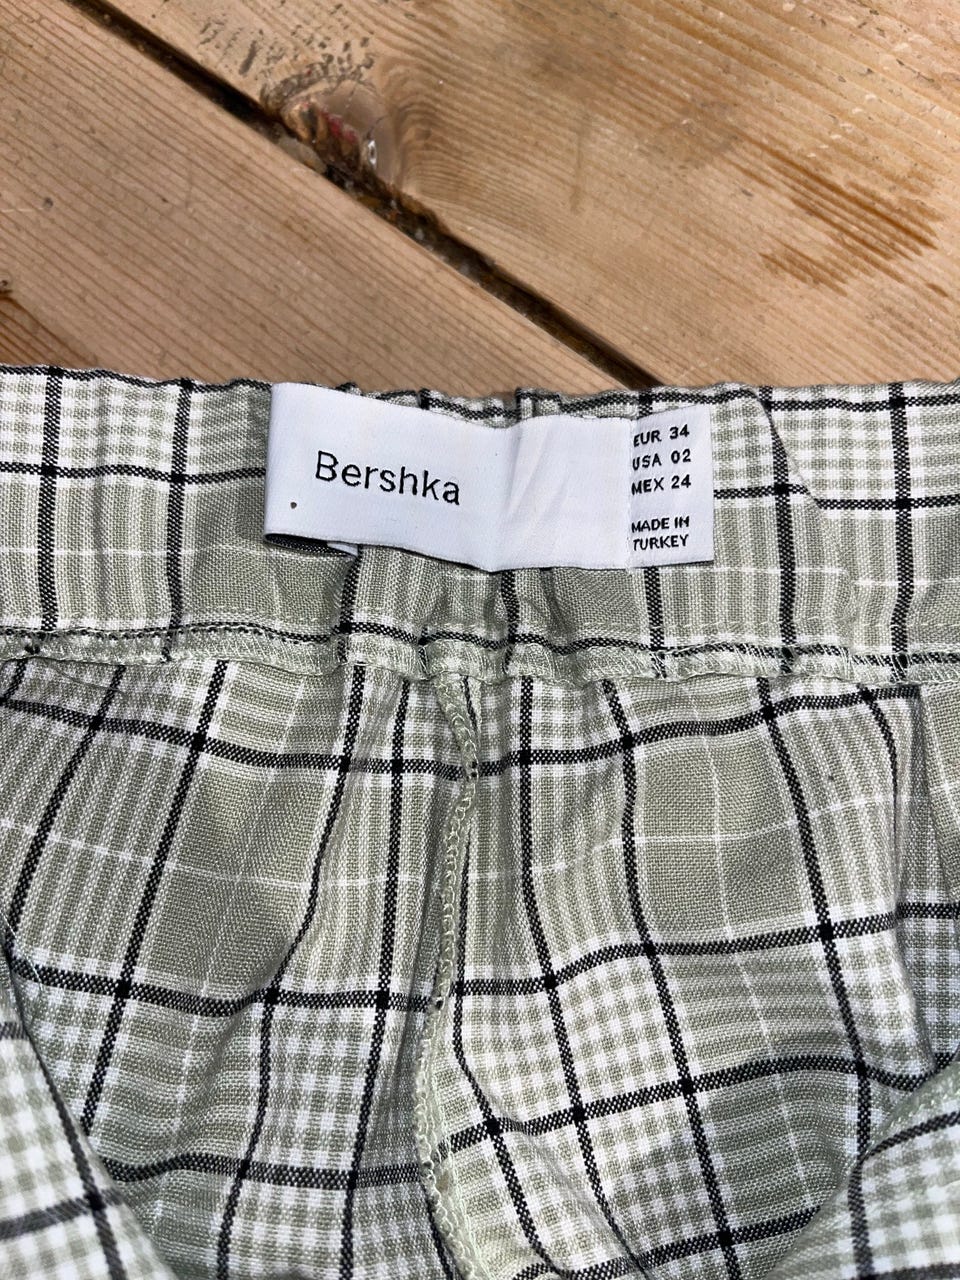 Bershka
EUR 34
USA 02
MEX 24
MADE IN
TURKEY